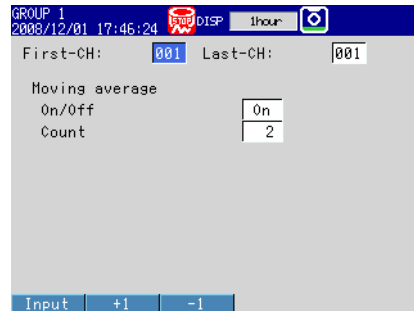 GROUP 1
2008/12/01 17:46:24 STOP DISP 1hour
First-CH: 001 Last-CH: 001
Moving average
On/Off On
Count 2
Input +1 -1